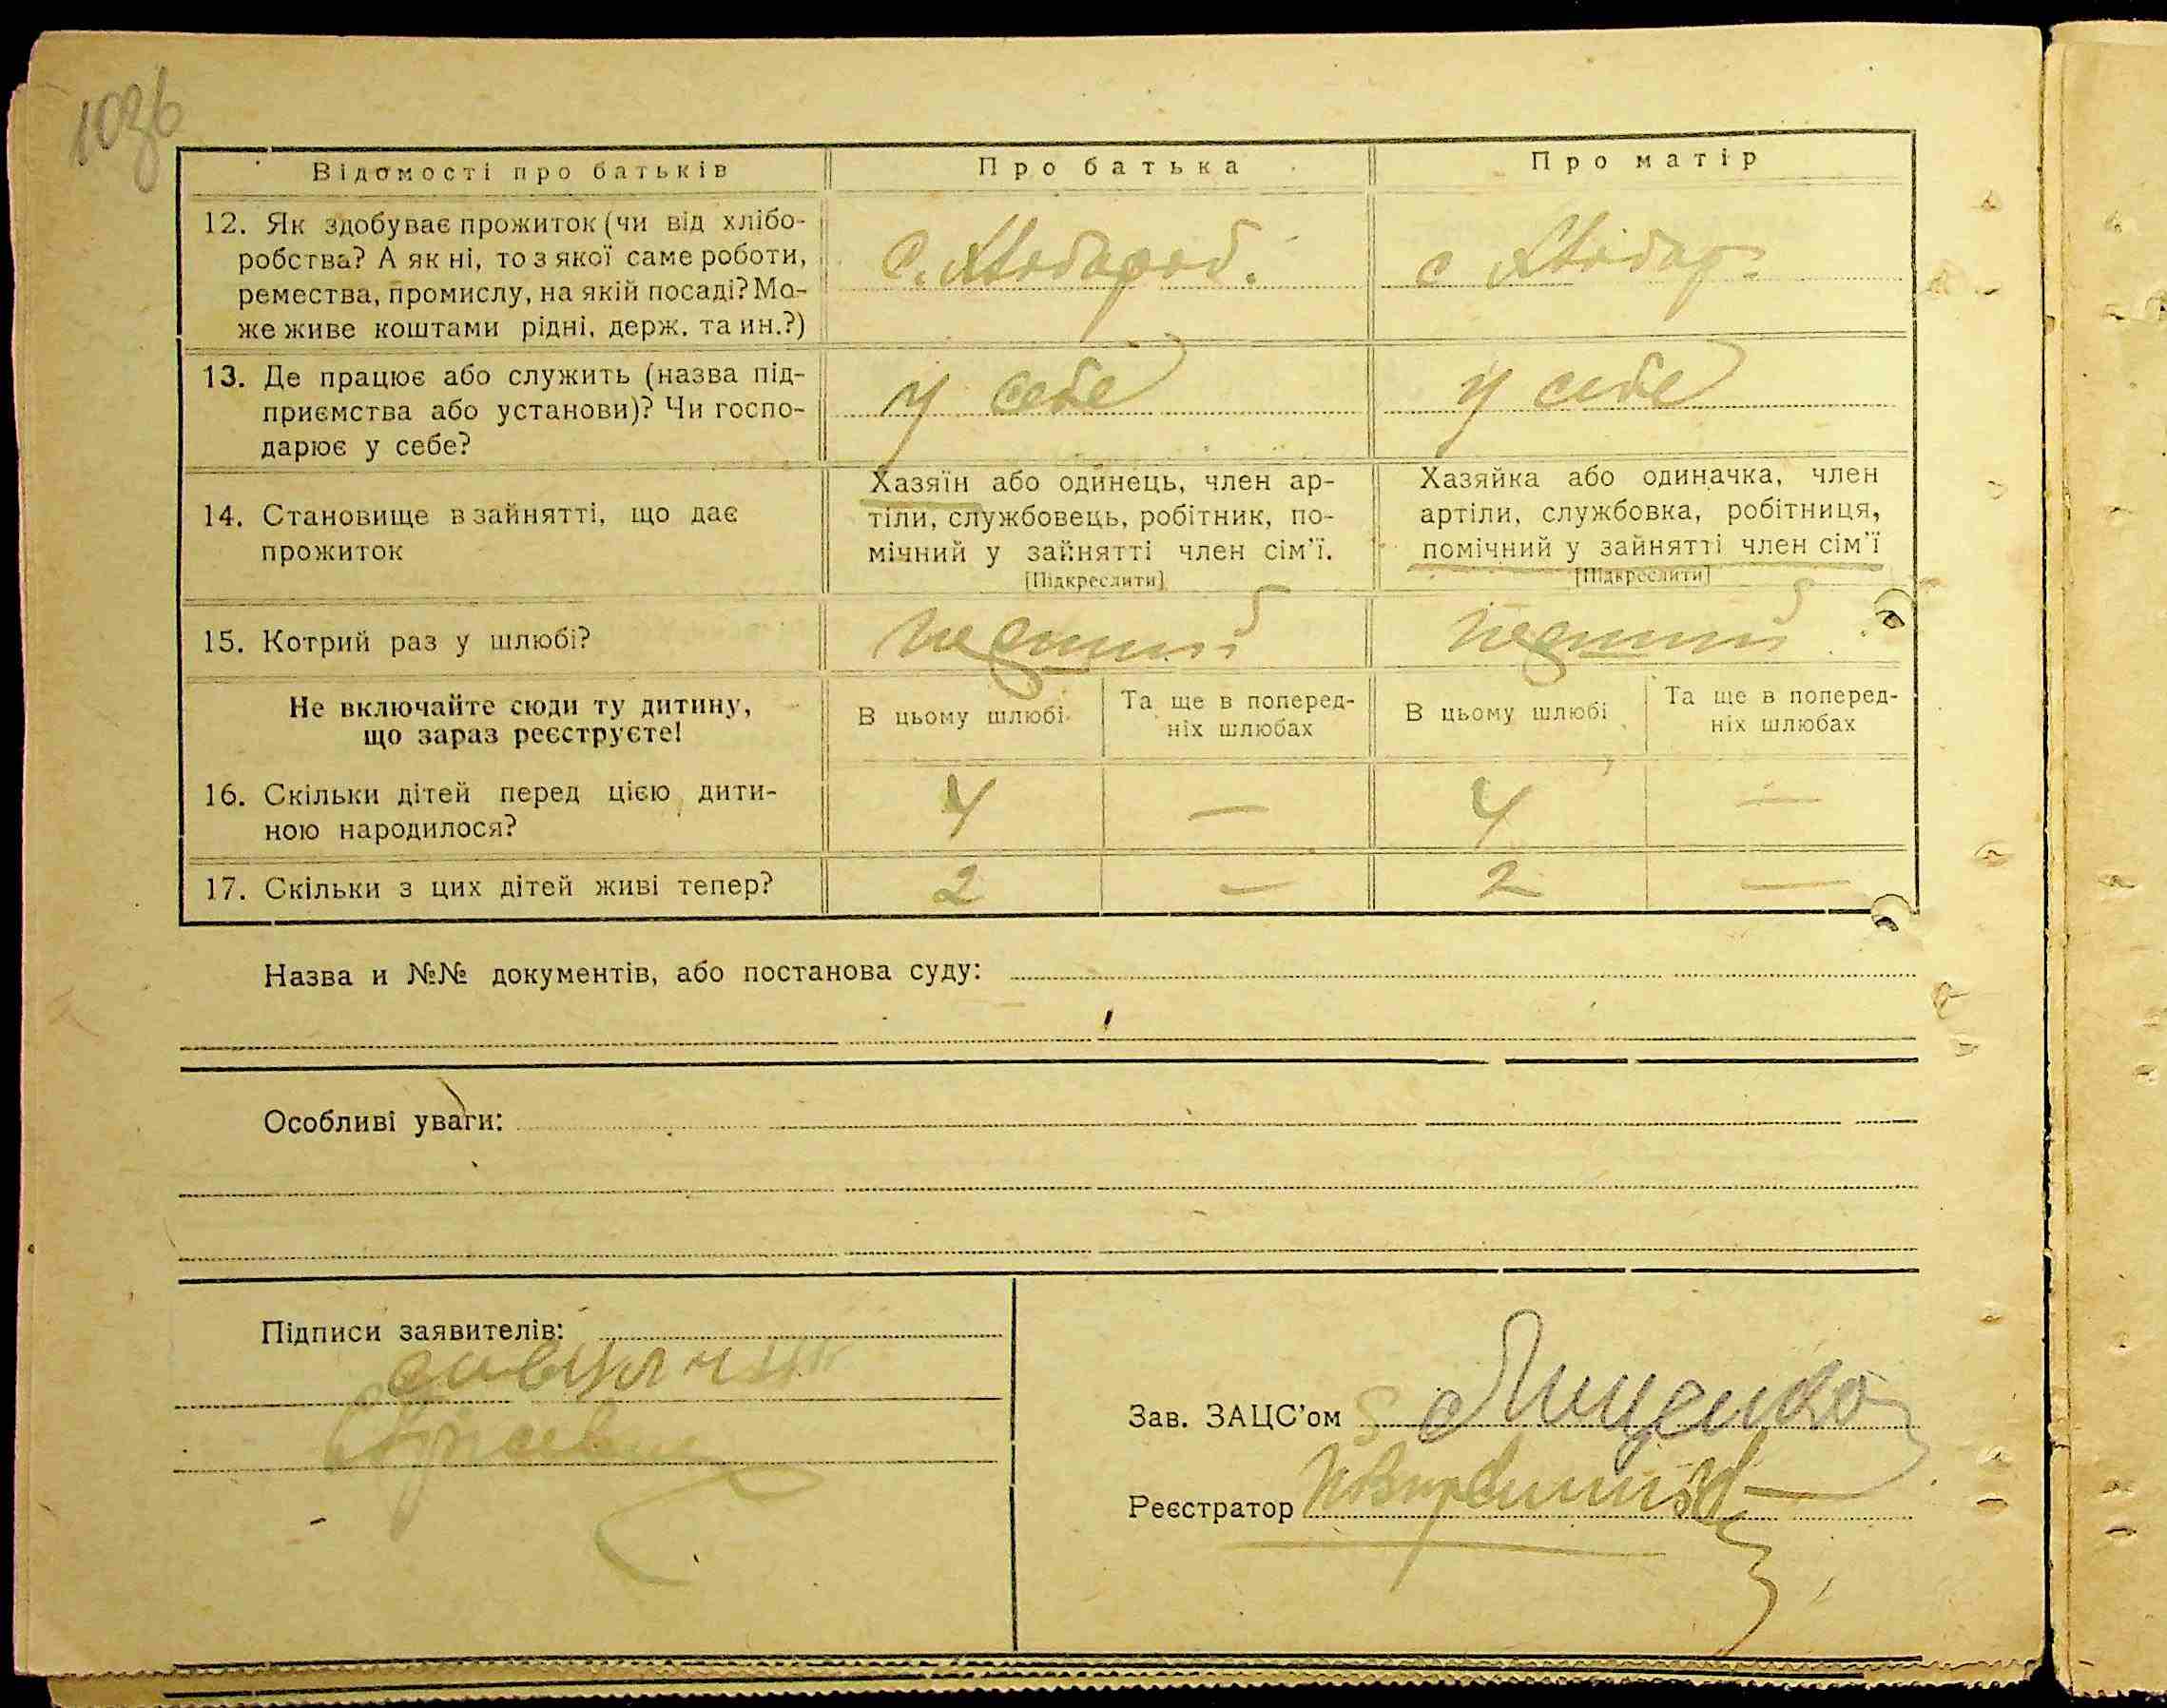 Відомості про батьків
Про батька
Про матір
12. Як здобуває прожиток (чи від хлібо-
робства? А як ні, то з якої саме роботи,
ремества, промислу, на якій посаді? Мо-
же живе коштами рідні, держ. та ин.?)
13. Де працює або служить (назва під-
приємства або установи)? Чи госпо-
дарює у себе?
у себе
у себе
14. Становище в зайнятті, що дає
прожиток
Хазяїн або одинець, член ар-
тіли, службовець, робітник, по-
мічний у зайнятті член сім'ї.
[Підкреслити]
Хазяйка або одиначка, член
артіли, службовка, робітниця,
помічний у зайнятті член сім'ї
[Підкреслити]
15. Котрий раз у шлюбі?
Не включайте сюди ту дитину,
що зараз реєструєте!
В цьому шлюбі
Та ще в поперед-
ніх шлюбах
В цьому шлюбі
Та ще в поперед-
ніх шлюбах
16. Скільки дітей перед цією дити-
ною народилося?
4
—
4
—
17. Скільки з цих дітей живі тепер?
2
—
2
—
Назва и №№ документів, або постанова суду:
Особливі уваги:
Підписи заявителів:
Зав. ЗАЦС'ом
Реєстратор